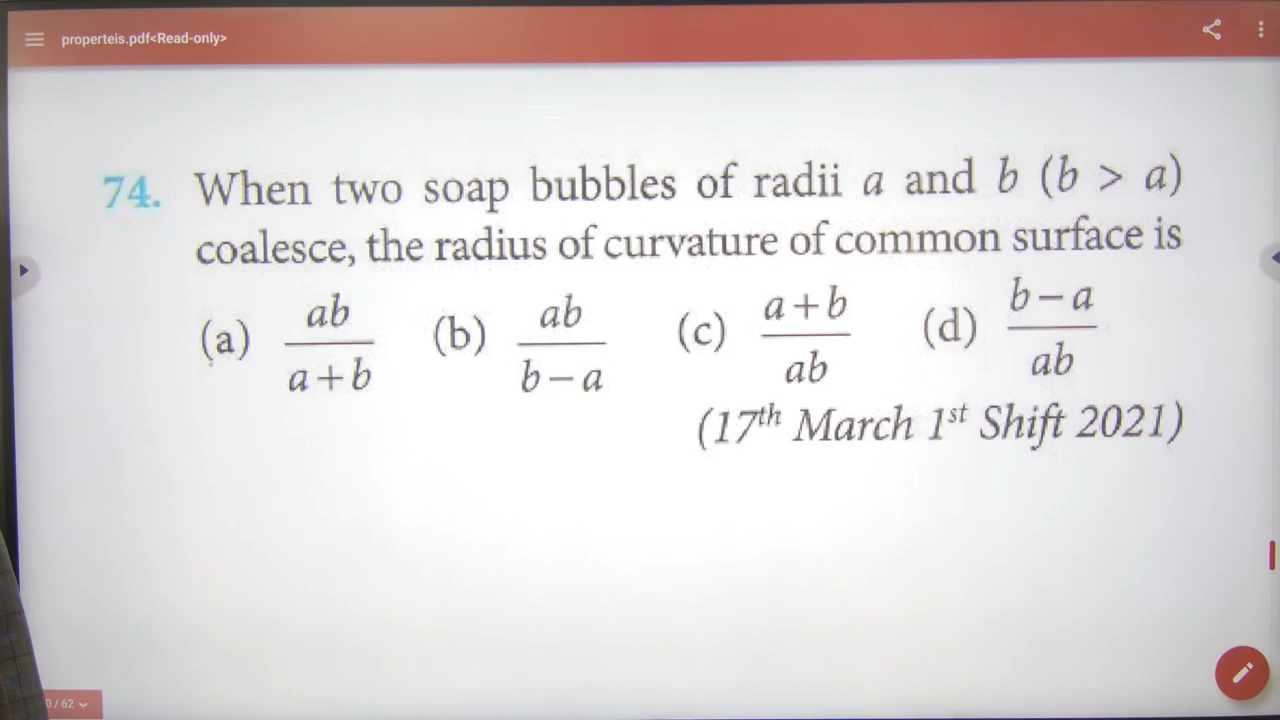 properteis.pdf<Read-only>
74. When two soap bubbles of radii a and b (b > a)
coalesce, the radius of curvature of common surface is
(a) ab/(a+b) (b) ab/(b−a) (c) (a+b)/ab (d) (b−a)/ab
(17th March 1st Shift 2021)
/ 62